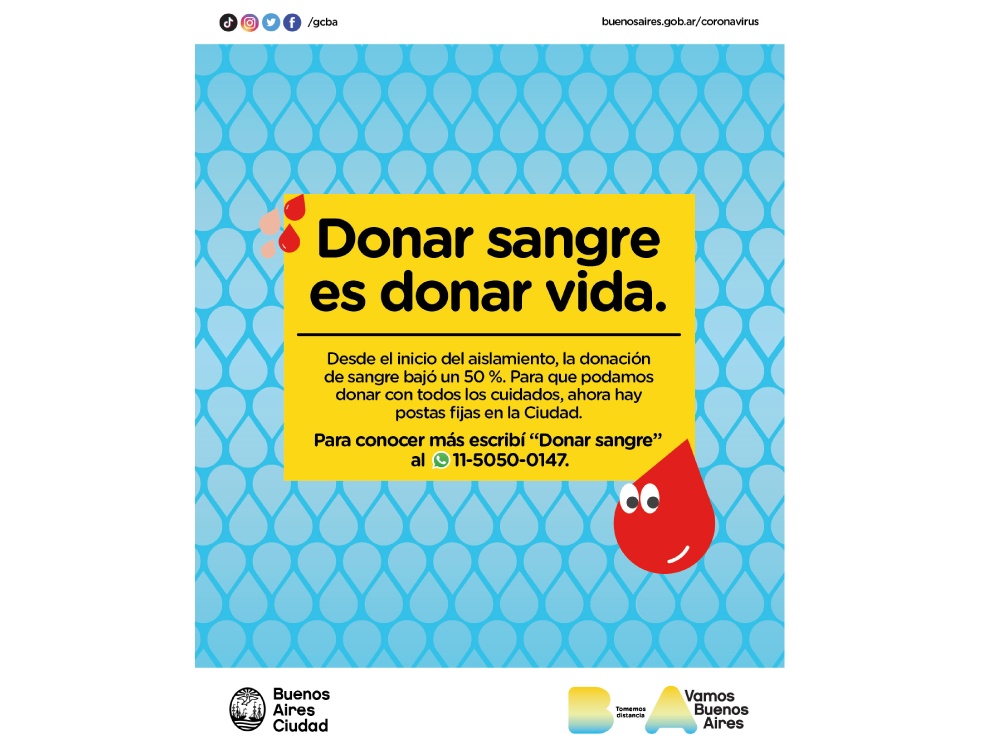 /gcba
buenosaires.gob.ar/coronavirus
Donar sangre
es donar vida.
Desde el inicio del aislamiento, la donación
de sangre bajó un 50 %. Para que podamos
donar con todos los cuidados, ahora hay
postas fijas en la Ciudad.
Para conocer más escribí “Donar sangre”
al 11-5050-0147.
Buenos
Aires
Ciudad
B
Tomemos
distancia
A
Vamos
Buenos
Aires